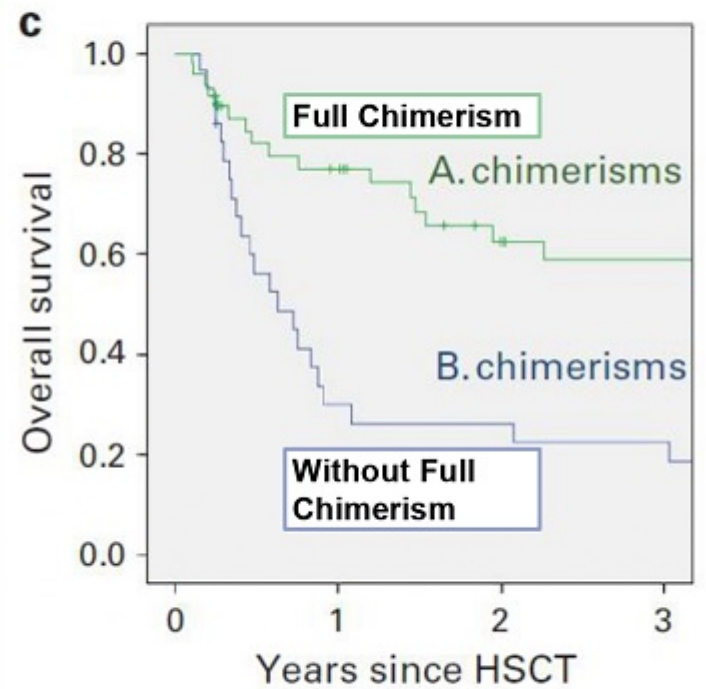 c
1.0
0.8
0.6
0.4
0.2
0.0
Overall survival
Full Chimerism
A.chimerisms
B.chimerisms
Without Full
Chimerism
0 1 2 3
Years since HSCT